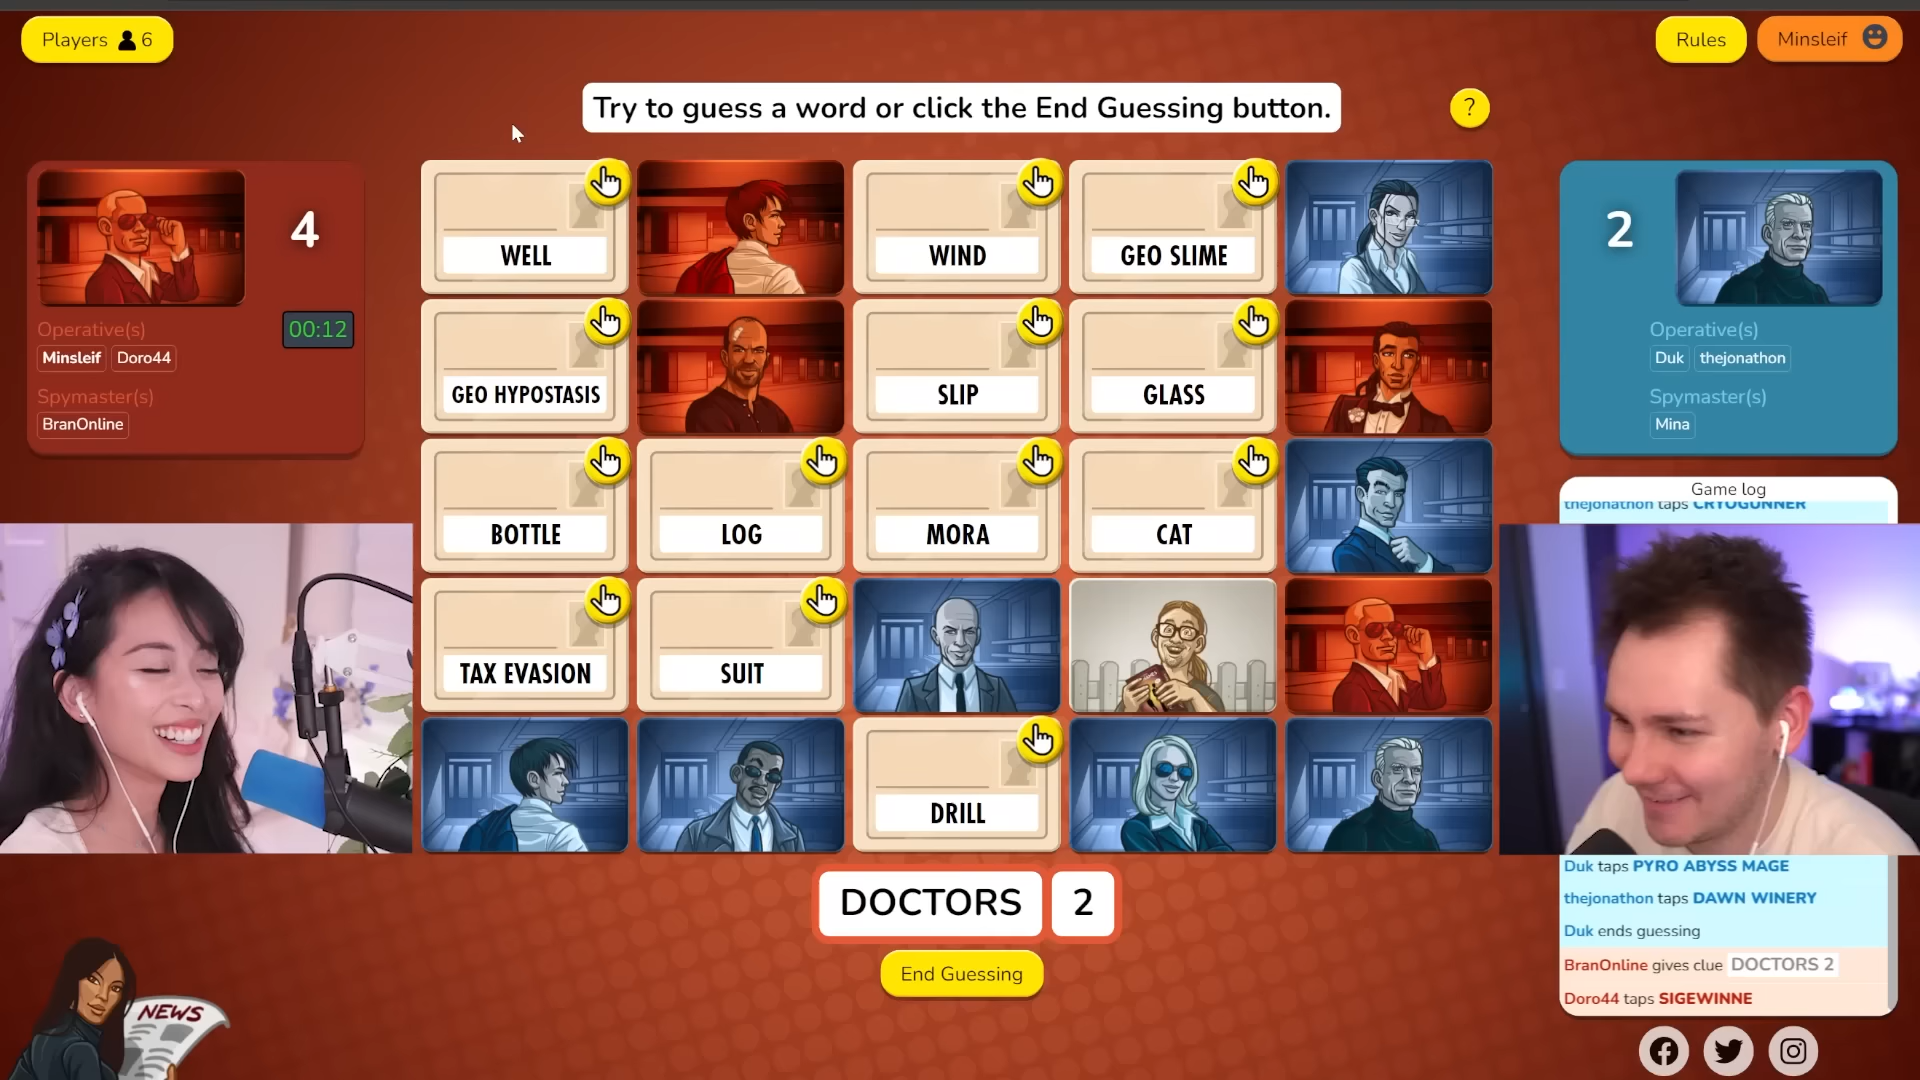 Players 6
Rules
Minsleif
Try to guess a word or click the End Guessing button.
?
4
Operative(s)
Minsleif Doro44
00:12
Spymaster(s)
BranOnline
2
Operative(s)
Duk thejonathon
Spymaster(s)
Mina
WELL
WIND
GEO SLIME
GEO HYPOSTASIS
SLIP
GLASS
BOTTLE
LOG
MORA
CAT
TAX EVASION
SUIT
DRILL
Game log
thejonathon taps CRYOGUNNER
Duk taps PYRO ABYSS MAGE
thejonathon taps DAWN WINERY
Duk ends guessing
BranOnline gives clue DOCTORS 2
Doro44 taps SIGEWINNE
DOCTORS 2
End Guessing
NEWS